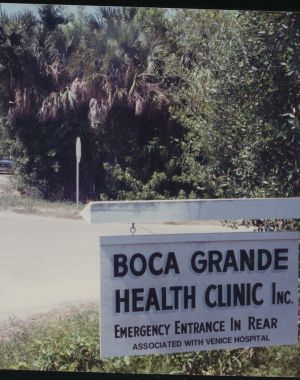 BOCA GRANDE
HEALTH CLINIC INC.
EMERGENCY ENTRANCE IN REAR
ASSOCIATED WITH VENICE HOSPITAL